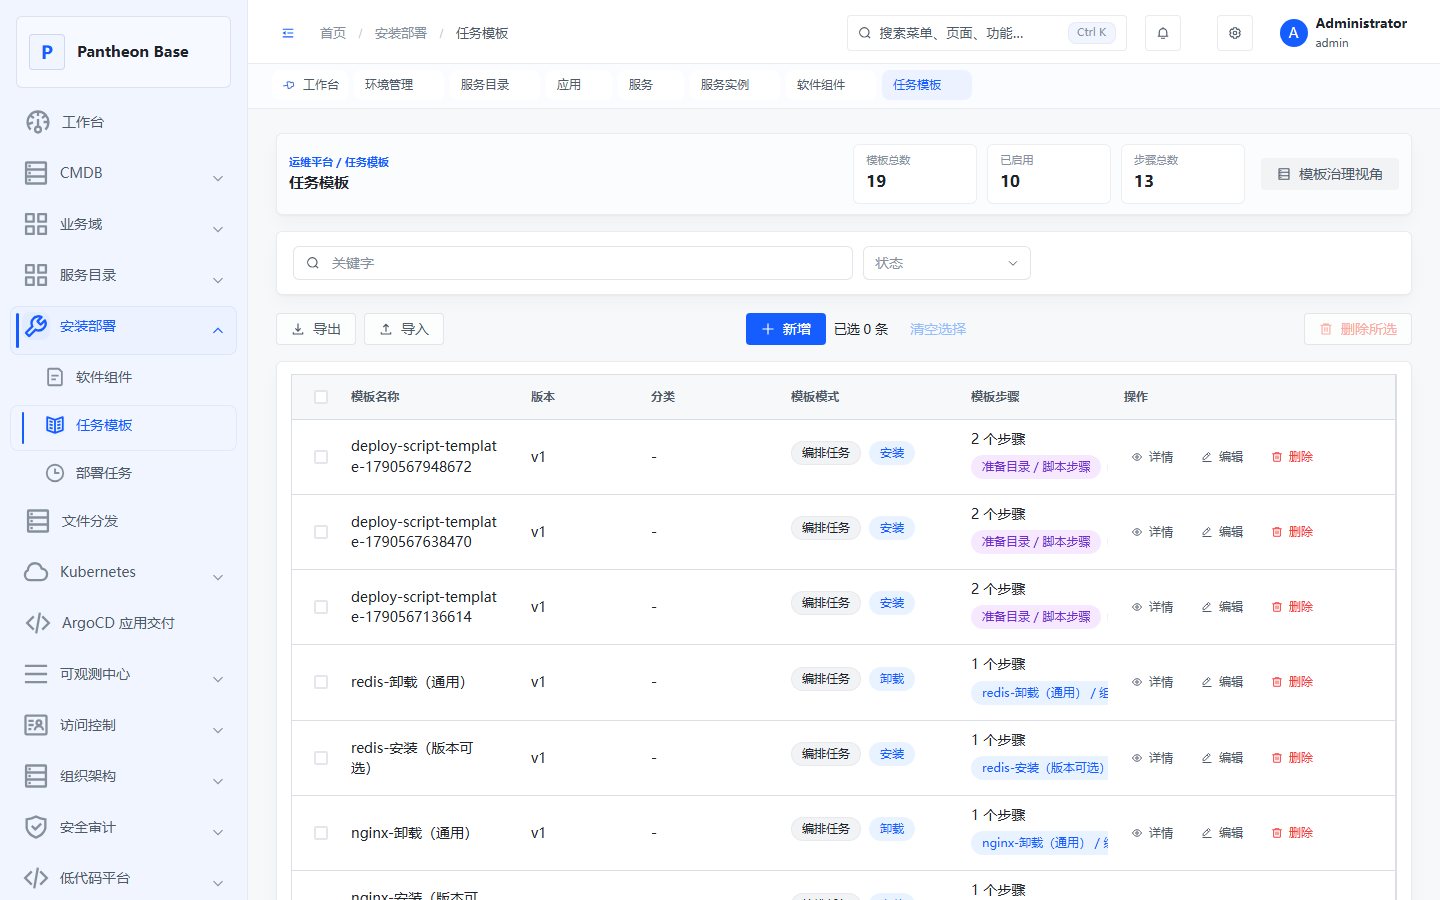 P Pantheon Base
工作台
CMDB
业务域
服务目录
安装部署
软件组件
任务模板
部署任务
文件分发
Kubernetes
ArgoCD 应用交付
可观测中心
访问控制
组织架构
安全审计
低代码平台
首页 / 安装部署 / 任务模板
搜索菜单、页面、功能... Ctrl K
A Administrator
admin
工作台 环境管理 服务目录 应用 服务 服务实例 软件组件 任务模板
运维平台 / 任务模板
任务模板
模板总数
19
已启用
10
步骤总数
13
模板治理视角
关键字 状态
导出 导入 新增 已选 0 条 清空选择 删除所选
模板名称 版本 分类 模板模式 模板步骤 操作
deploy-script-templat
e-1790567948672 v1 - 编排任务 安装 2 个步骤
准备目录 / 脚本步骤 详情 编辑 删除
deploy-script-templat
e-1790567638470 v1 - 编排任务 安装 2 个步骤
准备目录 / 脚本步骤 详情 编辑 删除
deploy-script-templat
e-1790567136614 v1 - 编排任务 安装 2 个步骤
准备目录 / 脚本步骤 详情 编辑 删除
redis-卸载（通用） v1 - 编排任务 卸载 1 个步骤
redis-卸载（通用） / 组 详情 编辑 删除
redis-安装（版本可
选） v1 - 编排任务 安装 1 个步骤
redis-安装（版本可选） 详情 编辑 删除
nginx-卸载（通用） v1 - 编排任务 卸载 1 个步骤
nginx-卸载（通用） / 详情 编辑 删除
nginx-安装（版本可 1 个步骤